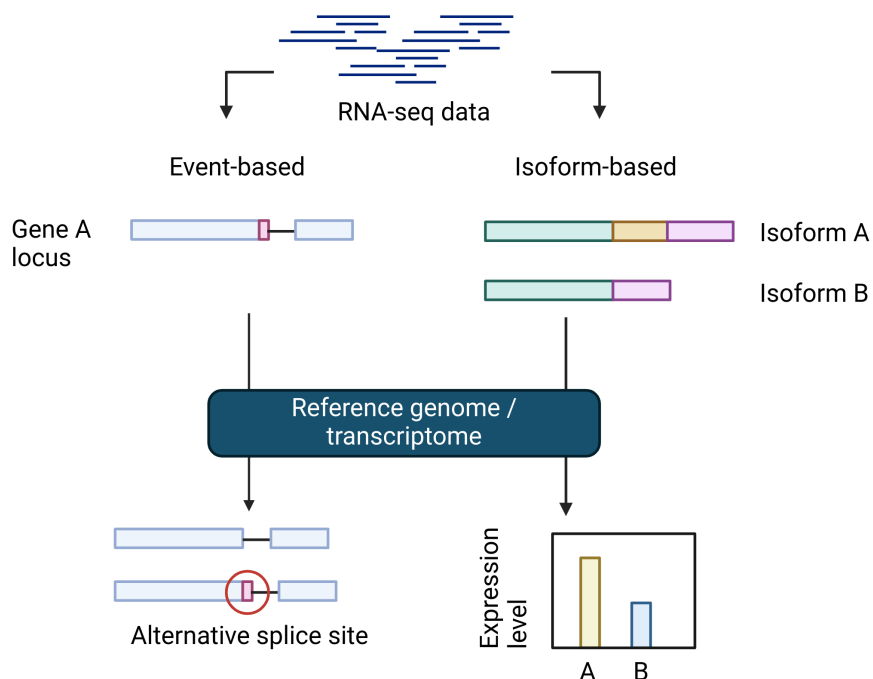 RNA-seq data
Event-based
Isoform-based
Gene A
locus
Isoform A
Isoform B
Reference genome /
transcriptome
Alternative splice site
Expression
level
A
B